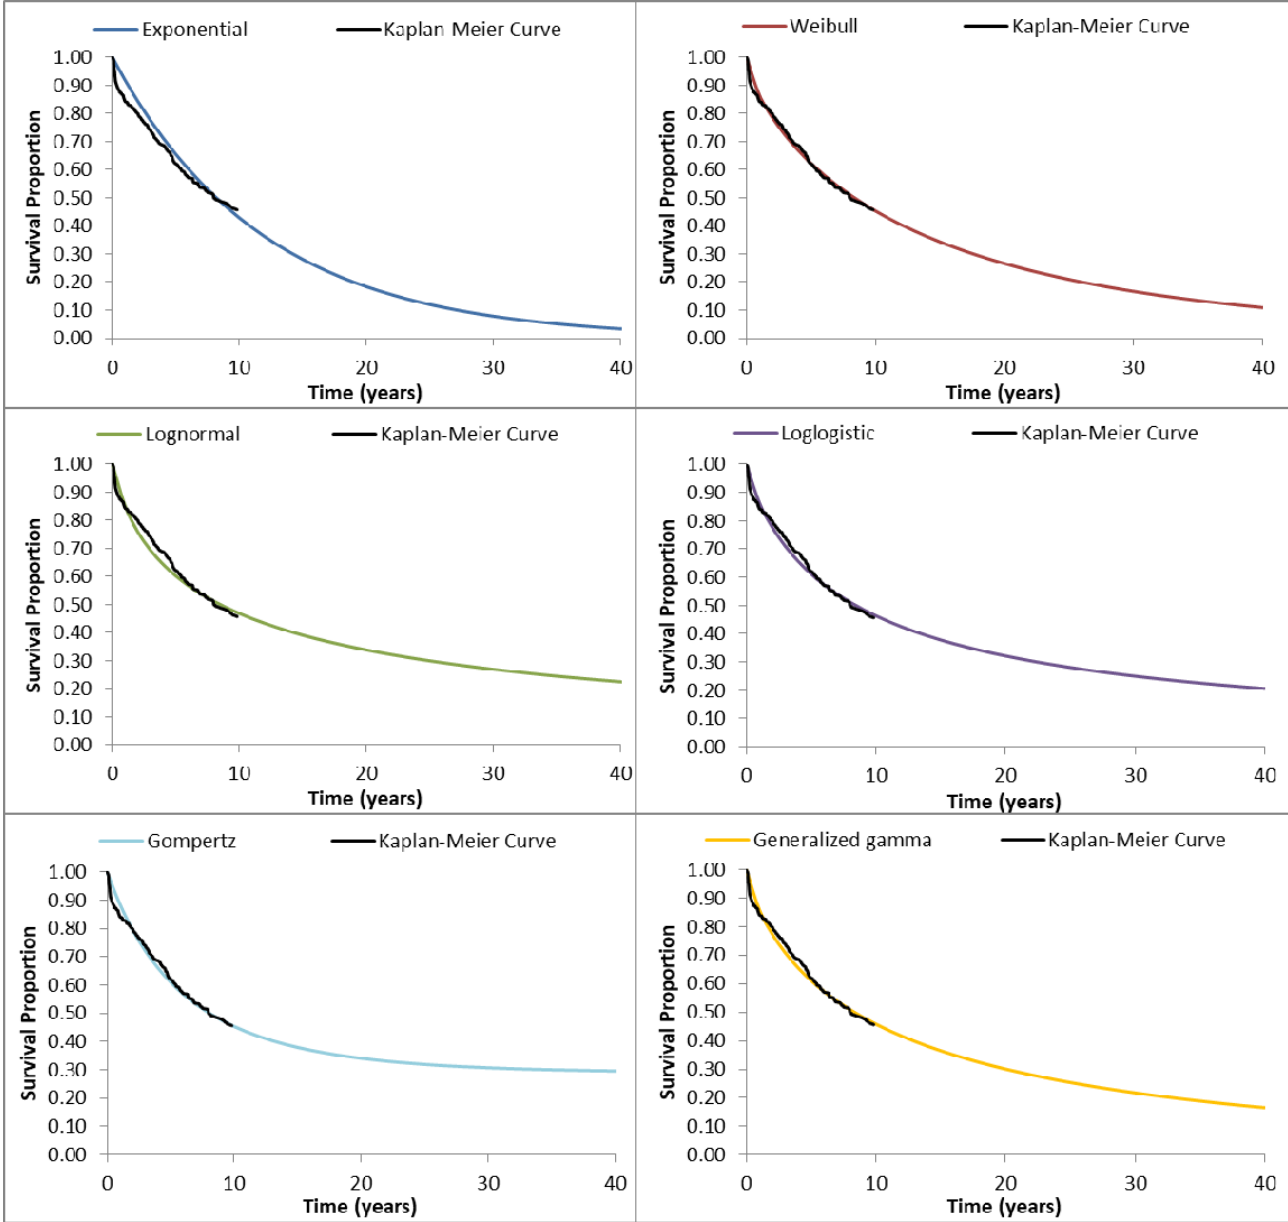 Exponential Kaplan Meier Curve
1.00
0.90
0.80
0.70
0.60
0.50
0.40
0.30
0.20
0.10
0.00
Survival Proportion
0 10 20 30 40
Time (years)
Weibull Kaplan-Meier Curve
1.00
0.90
0.80
0.70
0.60
0.50
0.40
0.30
0.20
0.10
0.00
Survival Proportion
0 10 20 30 40
Time (years)
Lognormal Kaplan-Meier Curve
1.00
0.90
0.80
0.70
0.60
0.50
0.40
0.30
0.20
0.10
0.00
Survival Proportion
0 10 20 30 40
Time (years)
Loglogistic Kaplan-Meier Curve
1.00
0.90
0.80
0.70
0.60
0.50
0.40
0.30
0.20
0.10
0.00
Survival Proportion
0 10 20 30 40
Time (years)
Gompertz Kaplan-Meier Curve
1.00
0.90
0.80
0.70
0.60
0.50
0.40
0.30
0.20
0.10
0.00
Survival Proportion
0 10 20 30 40
Time (years)
Generalized gamma Kaplan-Meier Curve
1.00
0.90
0.80
0.70
0.60
0.50
0.40
0.30
0.20
0.10
0.00
Survival Proportion
0 10 20 30 40
Time (years)